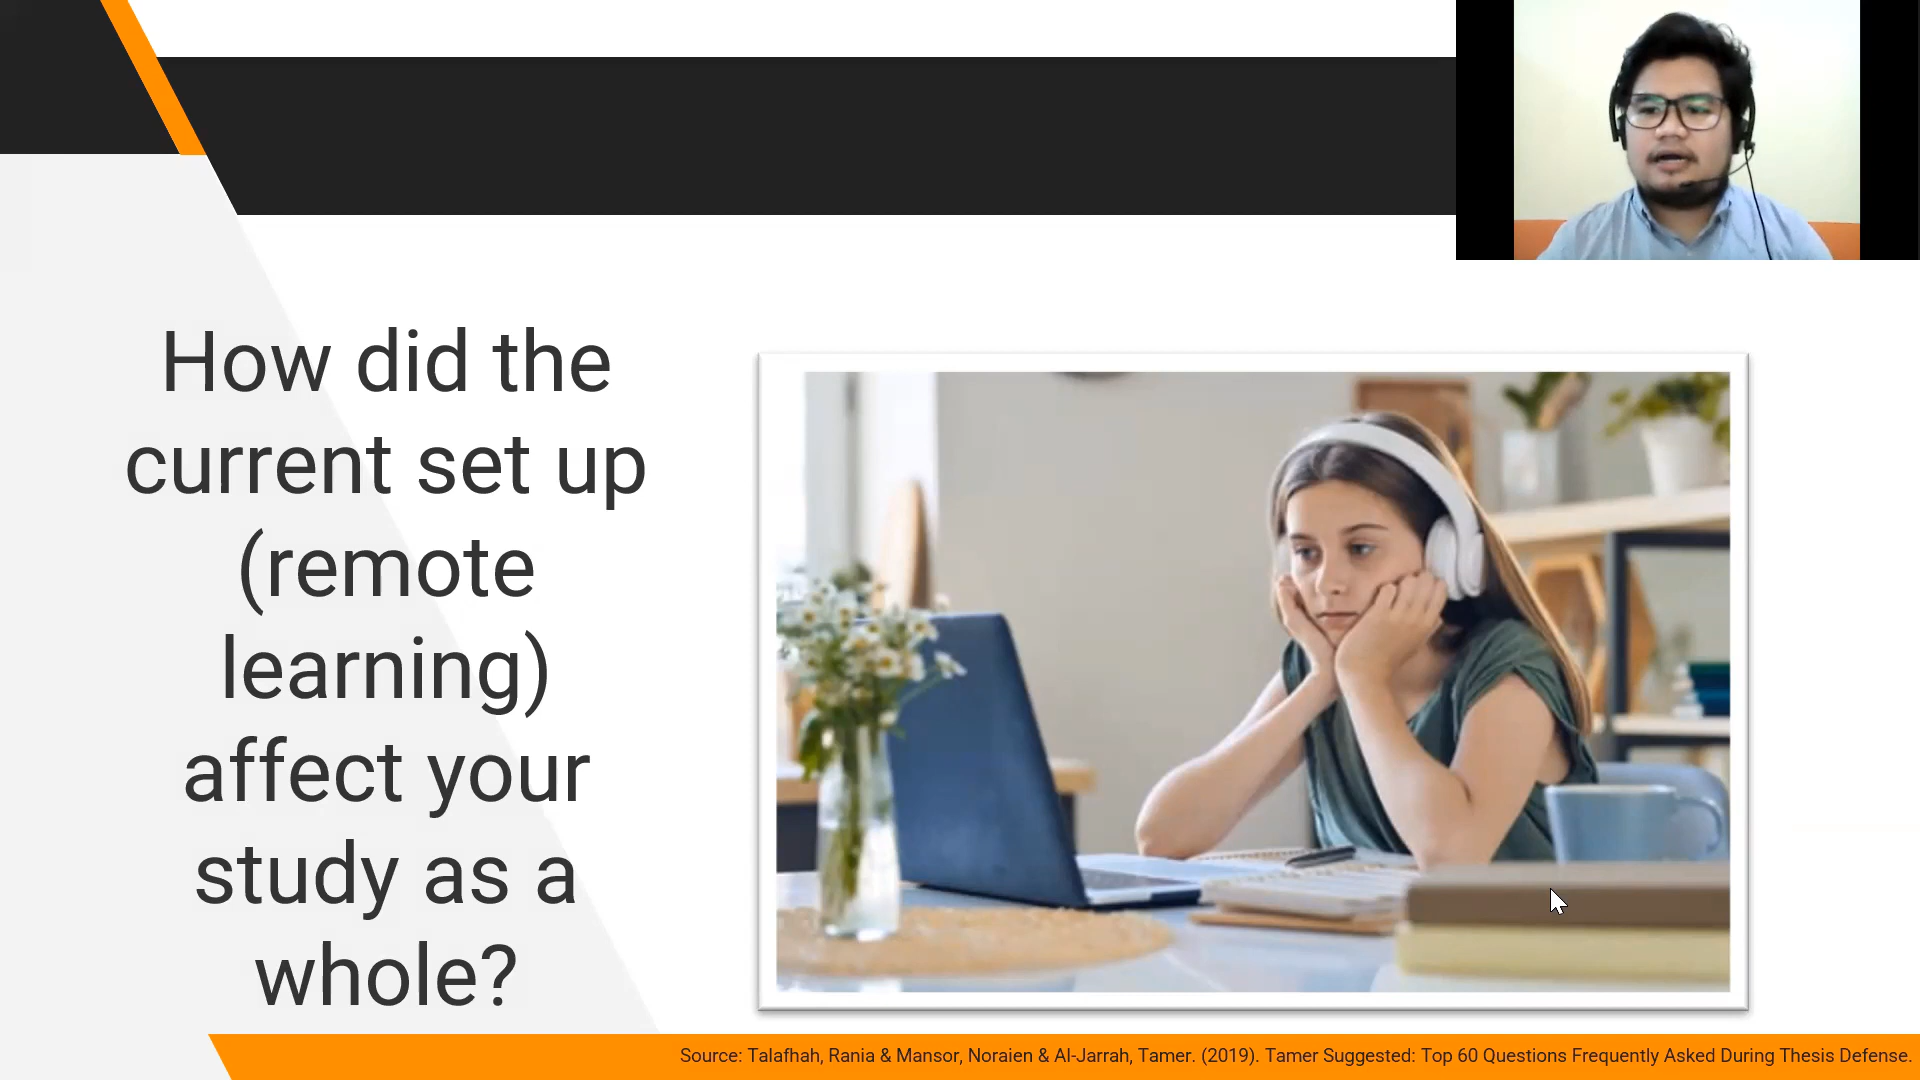 How did the
current set up
(remote
learning)
affect your
study as a
whole?
Source: Talafhah, Rania & Mansor, Noraien & Al-Jarrah, Tamer. (2019). Tamer Suggested: Top 60 Questions Frequently Asked During Thesis Defense.